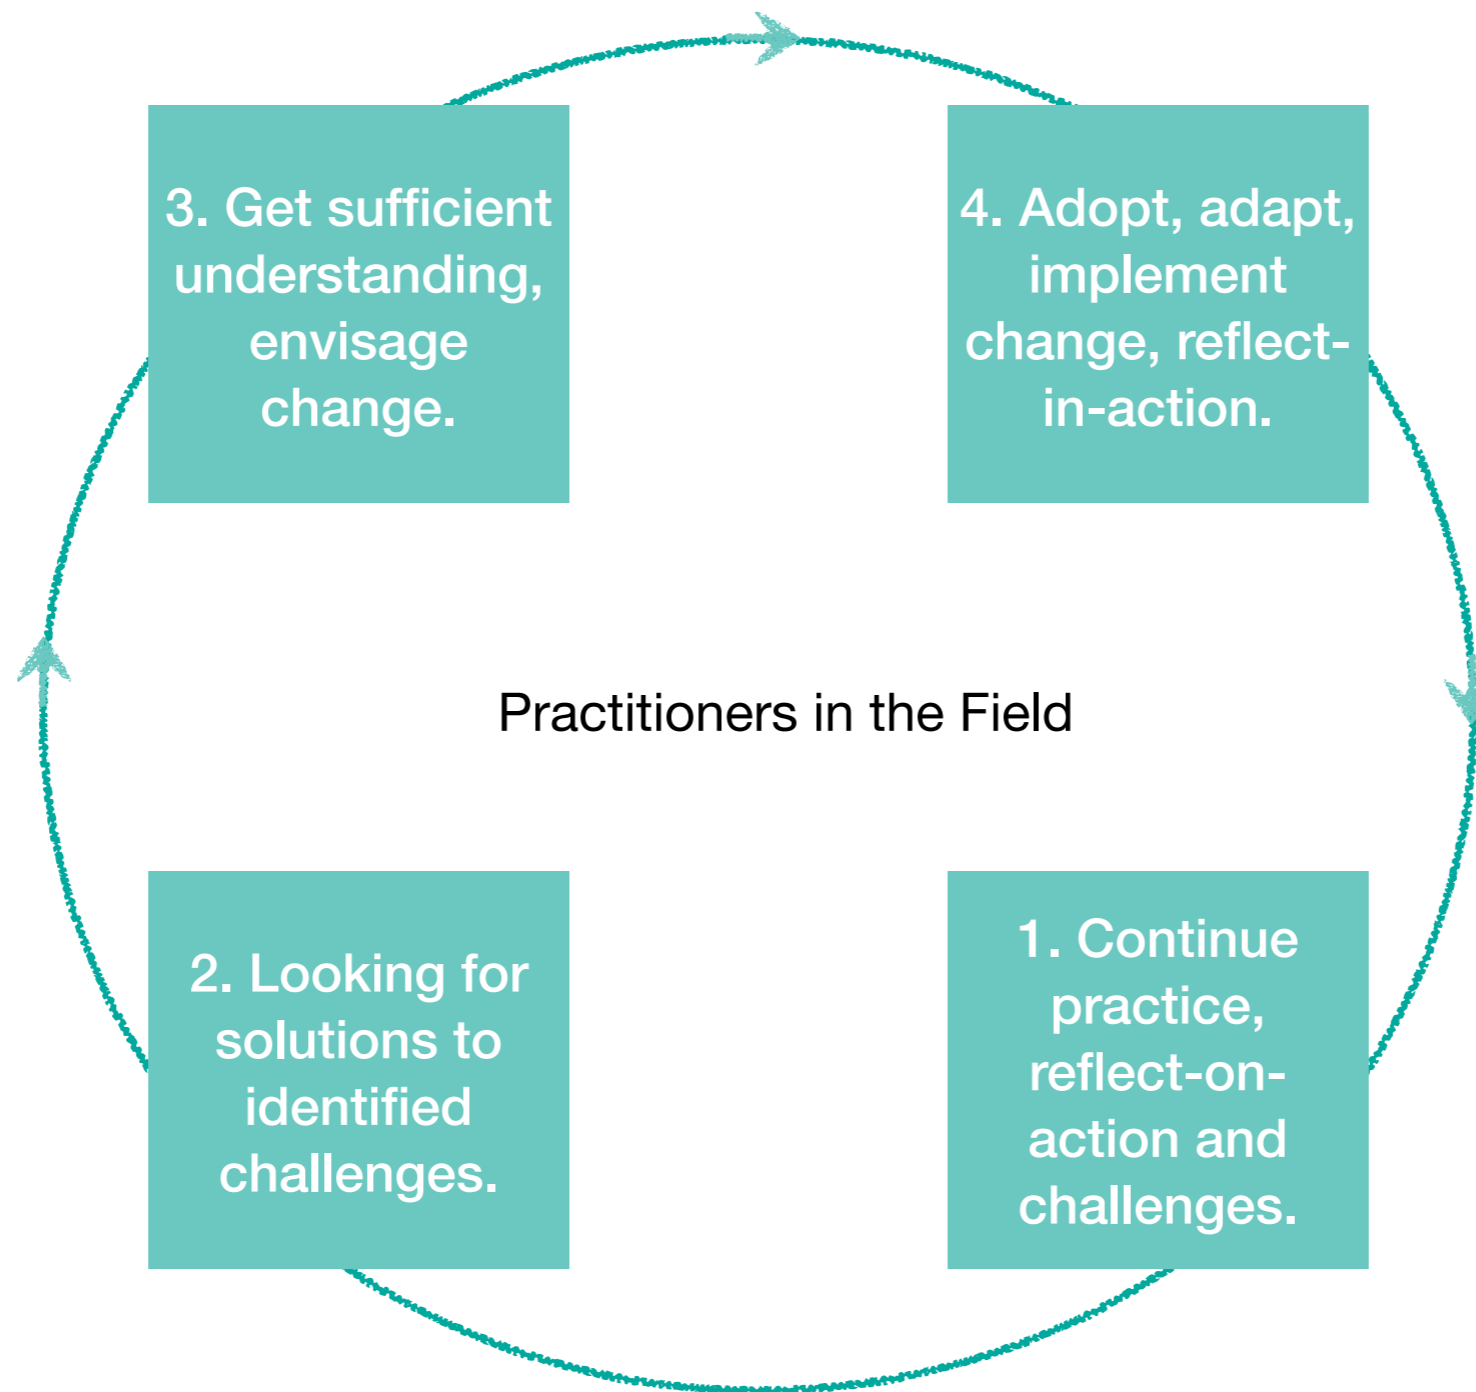 3. Get sufficient
understanding,
envisage
change.
4. Adopt, adapt,
implement
change, reflect-
in-action.
Practitioners in the Field
2. Looking for
solutions to
identified
challenges.
1. Continue
practice,
reflect-on-
action and
challenges.